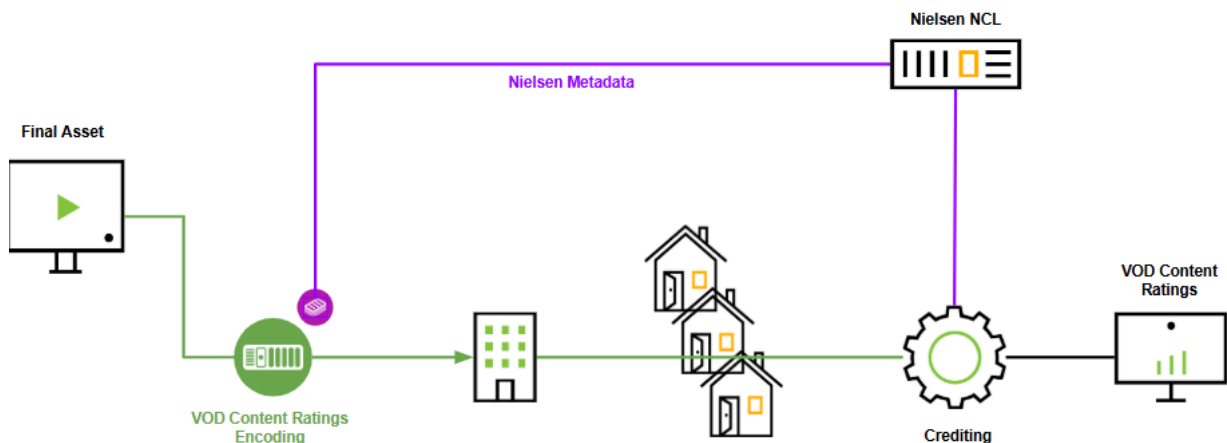 Nielsen NCL
Nielsen Metadata
Final Asset
VOD Content
Ratings
VOD Content Ratings
Encoding
Crediting